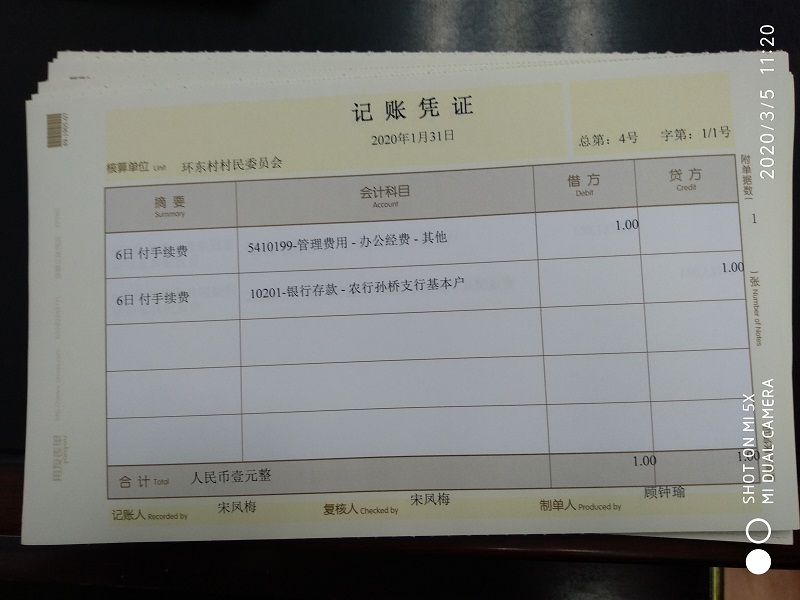 记账凭证
2020年1月31日
总第：4号 字第：1/1号
核算单位 Unit 环东村村民委员会
摘要 Summary 会计科目 Account 借方 Debit 贷方 Credit
附单据数 1 张 Number of Notes
6日 付手续费 5410199-管理费用 - 办公经费 - 其他 1.00
6日 付手续费 10201-银行存款 - 农行孙桥支行基本户 1.00
合计 Total 人民币壹元整 1.00 1.00
记账人 Recorded by 宋凤梅 复核人 Checked by 宋凤梅 制单人 Produced by 顾钟瑜
2020/3/5 11:20
SHOT ON MI 5X
MI DUAL CAMERA